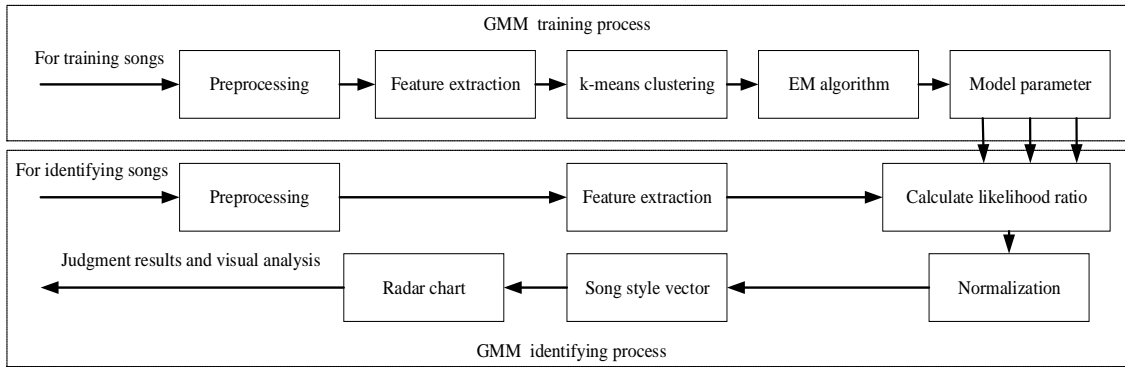 GMM training process
For training songs
Preprocessing
Feature extraction
k-means clustering
EM algorithm
Model parameter
For identifying songs
Preprocessing
Feature extraction
Calculate likelihood ratio
Judgment results and visual analysis
Radar chart
Song style vector
Normalization
GMM identifying process